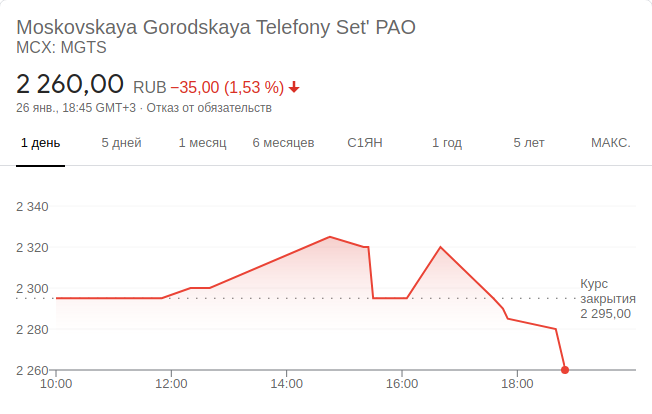 Moskovskaya Gorodskaya Telefony Set' PAO
MCX: MGTS
2 260,00 RUB −35,00 (1,53 %)
26 янв., 18:45 GMT+3 · Отказ от обязательств
1 день 5 дней 1 месяц 6 месяцев С1ЯН 1 год 5 лет МАКС.
2 340
2 320
2 300
2 280
2 260
Курс
закрытия
2 295,00
10:00 12:00 14:00 16:00 18:00